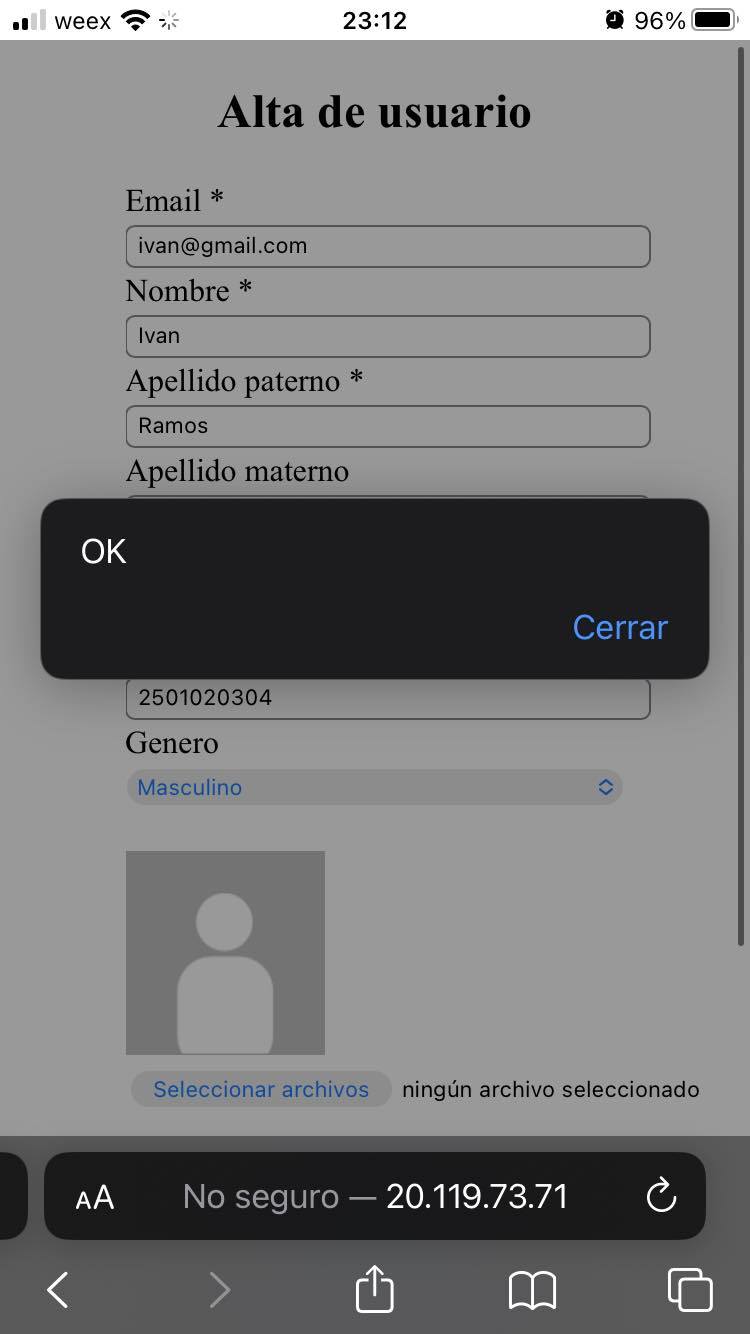 weex 23:12 96%
Alta de usuario
Email *
ivan@gmail.com
Nombre *
Ivan
Apellido paterno *
Ramos
Apellido materno
OK
Cerrar
2501020304
Genero
Masculino
Seleccionar archivos ningún archivo seleccionado
AA No seguro — 20.119.73.71